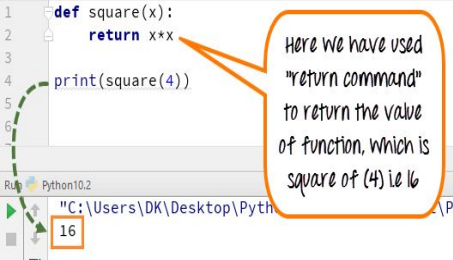 1 def square(x):
2 return x*x
3
4 print(square(4))
5
6
Here we have used
"return command"
to return the value
of function, which is
square of (4) i.e 16
Run Python10.2
"C:\Users\DK\Desktop\Pyth
16